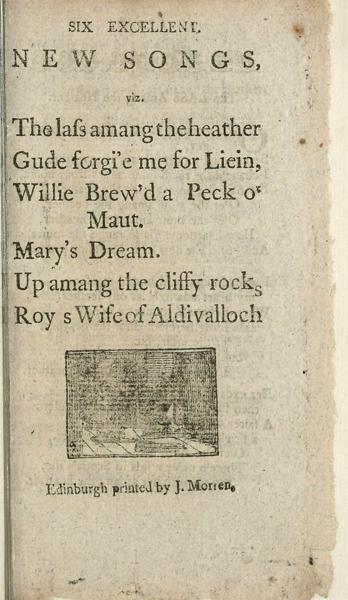 SIX EXCELLENT,
NEW SONGS,
viz.
The laſs amang the heather
Gude forgi'e me for Liein,
Willie Brew'd a Peck o'
Maut.
Mary's Dream.
Up amang the cliffy rocks
Roy s Wife of Aldivalloch
Edinburgh printed by J. Morren.